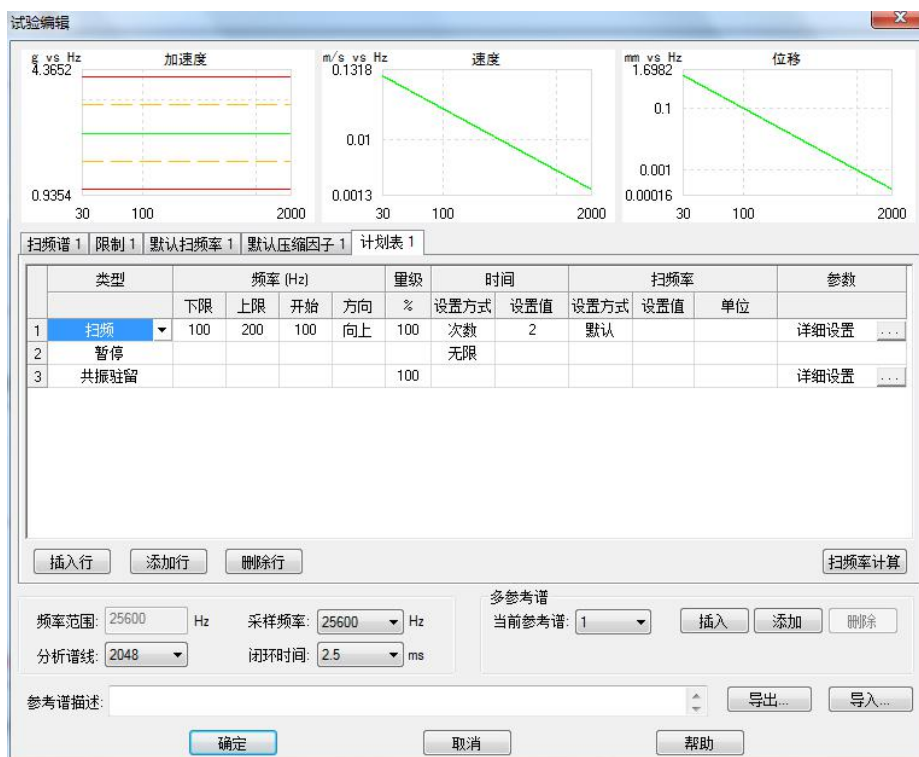 试验编辑
g vs Hz 加速度 m/s vs Hz 速度 mm vs Hz 位移
4.3652 0.1318 1.6982
0.1
0.01
0.001
0.9354 0.0013 0.00016
30 100 2000 30 100 2000 30 100 2000
扫频谱 1 限制 1 默认扫频率 1 默认压缩因子 1 计划表 1
类型 频率 (Hz) 量级 时间 扫频率 参数
下限 上限 开始 方向 % 设置方式 设置值 设置方式 设置值 单位
1 扫频 100 200 100 向上 100 次数 2 默认 详细设置 ...
2 暂停 无限
3 共振驻留 100 详细设置 ...
插入行 添加行 删除行 扫频率计算
多参考谱
频率范围: 25600 Hz 采样频率: 25600 Hz 当前参考谱: 1 插入 添加 删除
分析谱线: 2048 闭环时间: 2.5 ms
参考谱描述: 导出... 导入...
确定 取消 帮助